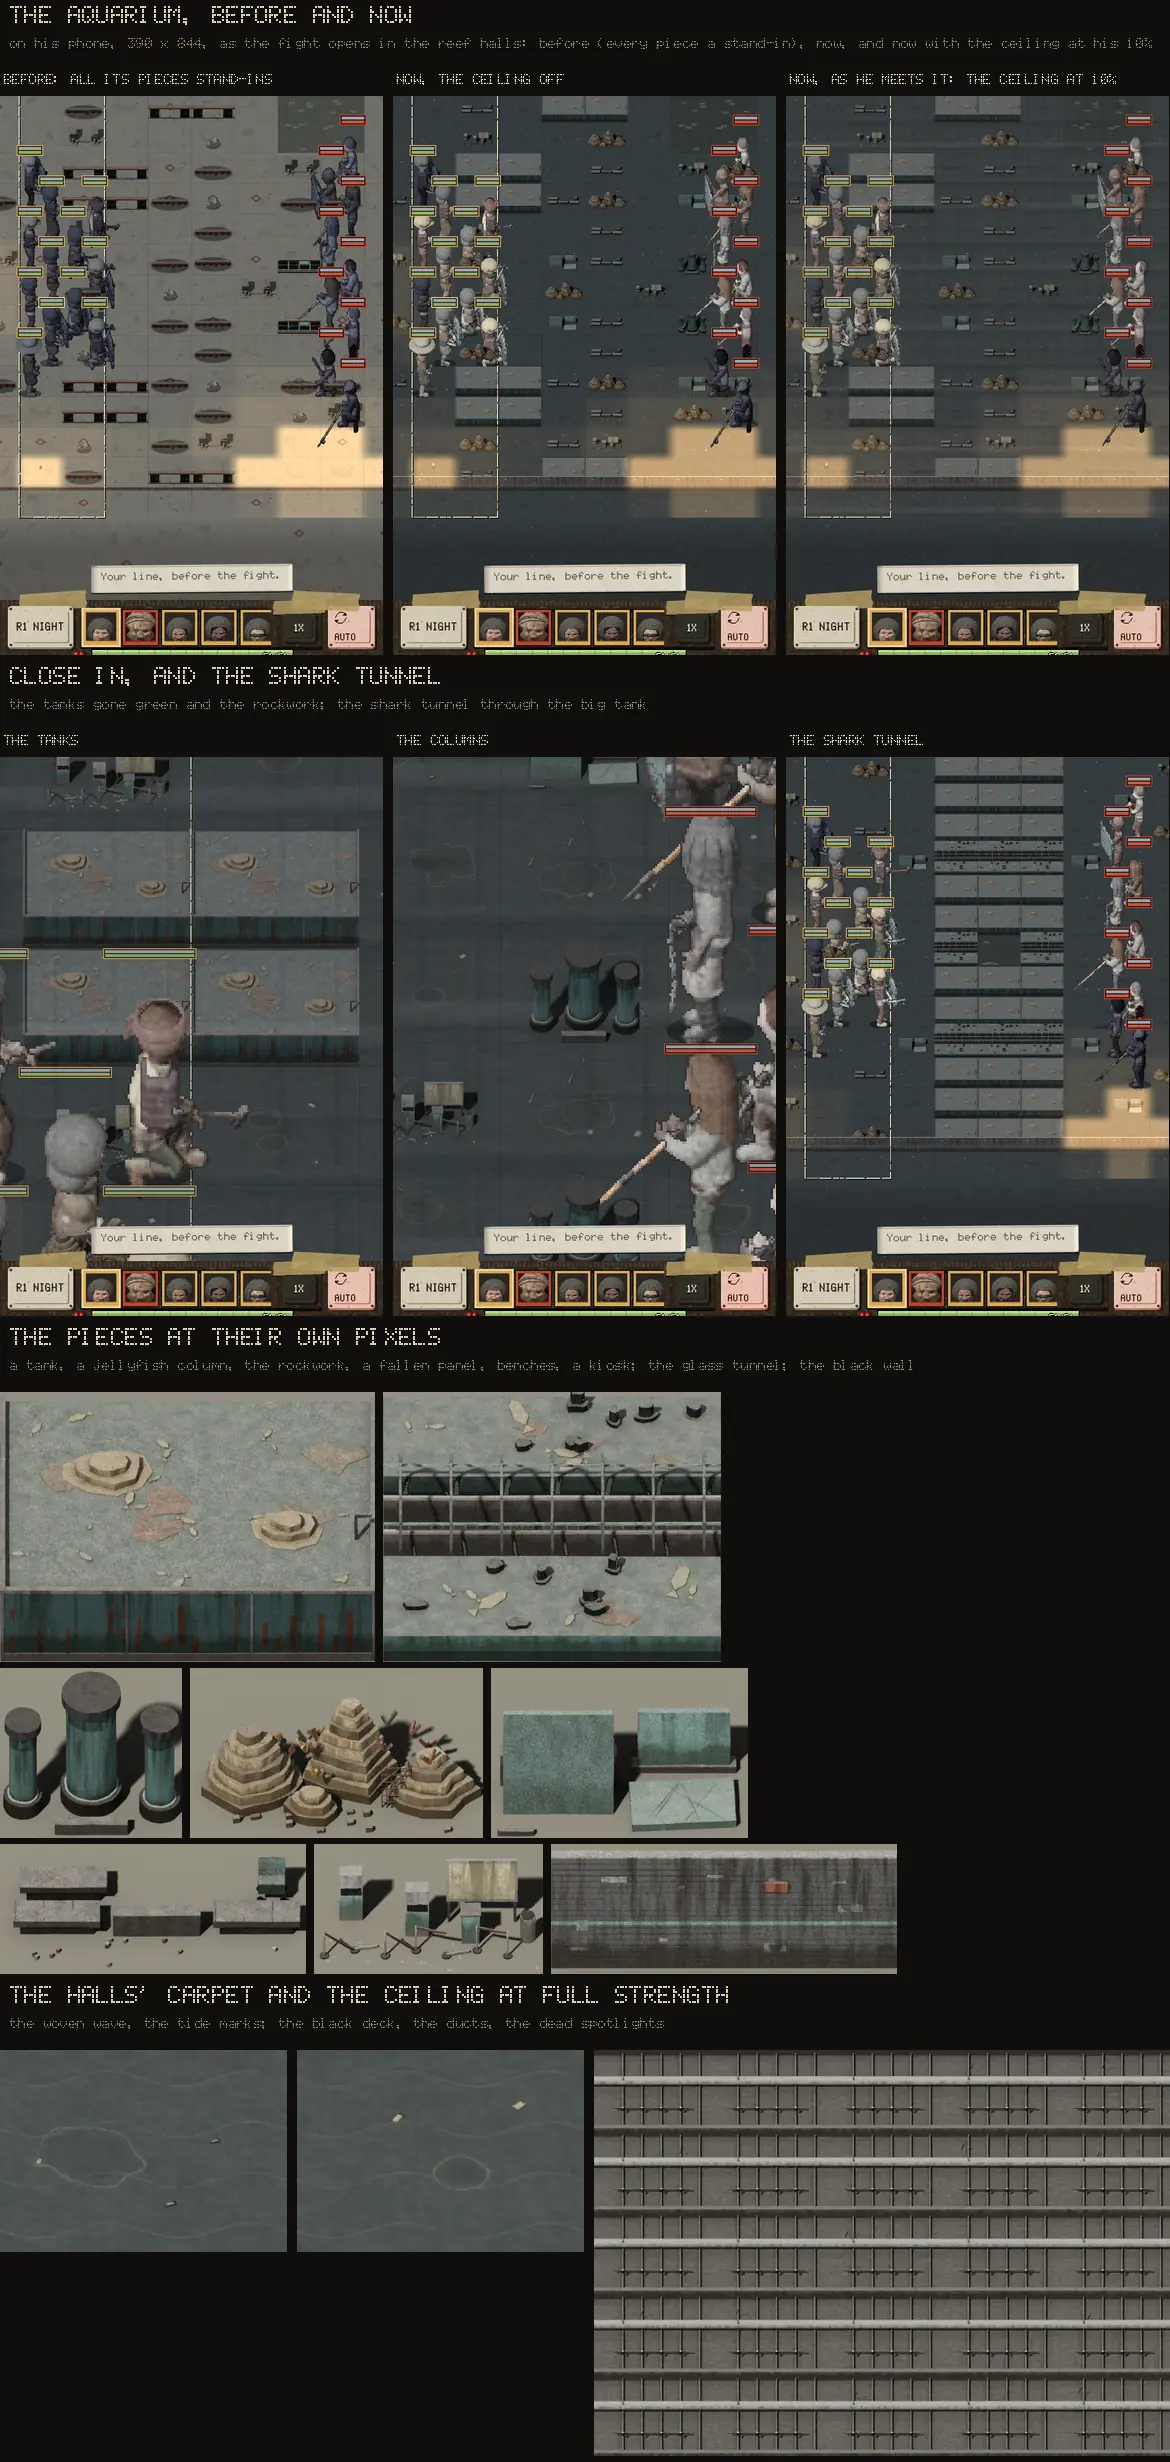 THE AQUARIUM, BEFORE AND NOW
on his phone, 390 x 844, as the fight opens in the reef halls: before (every piece a stand-in), now, and now with the ceiling at his 10%
BEFORE: ALL ITS PIECES STAND-INS
NOW, THE CEILING OFF
NOW, AS HE MEETS IT: THE CEILING AT 10%
Your line, before the fight.
Your line, before the fight.
Your line, before the fight.
R1 NIGHT
1X
AUTO
R1 NIGHT
1X
AUTO
R1 NIGHT
1X
AUTO
CLOSE IN, AND THE SHARK TUNNEL
the tanks gone green and the rockwork; the shark tunnel through the big tank
THE TANKS
THE COLUMNS
THE SHARK TUNNEL
Your line, before the fight.
Your line, before the fight.
Your line, before the fight.
R1 NIGHT
1X
AUTO
R1 NIGHT
1X
AUTO
R1 NIGHT
1X
AUTO
THE PIECES AT THEIR OWN PIXELS
a tank, a jellyfish column, the rockwork, a fallen panel, benches, a kiosk; the glass tunnel; the black wall
THE HALLS' CARPET AND THE CEILING AT FULL STRENGTH
the woven wave, the tide marks; the black deck, the ducts, the dead spotlights